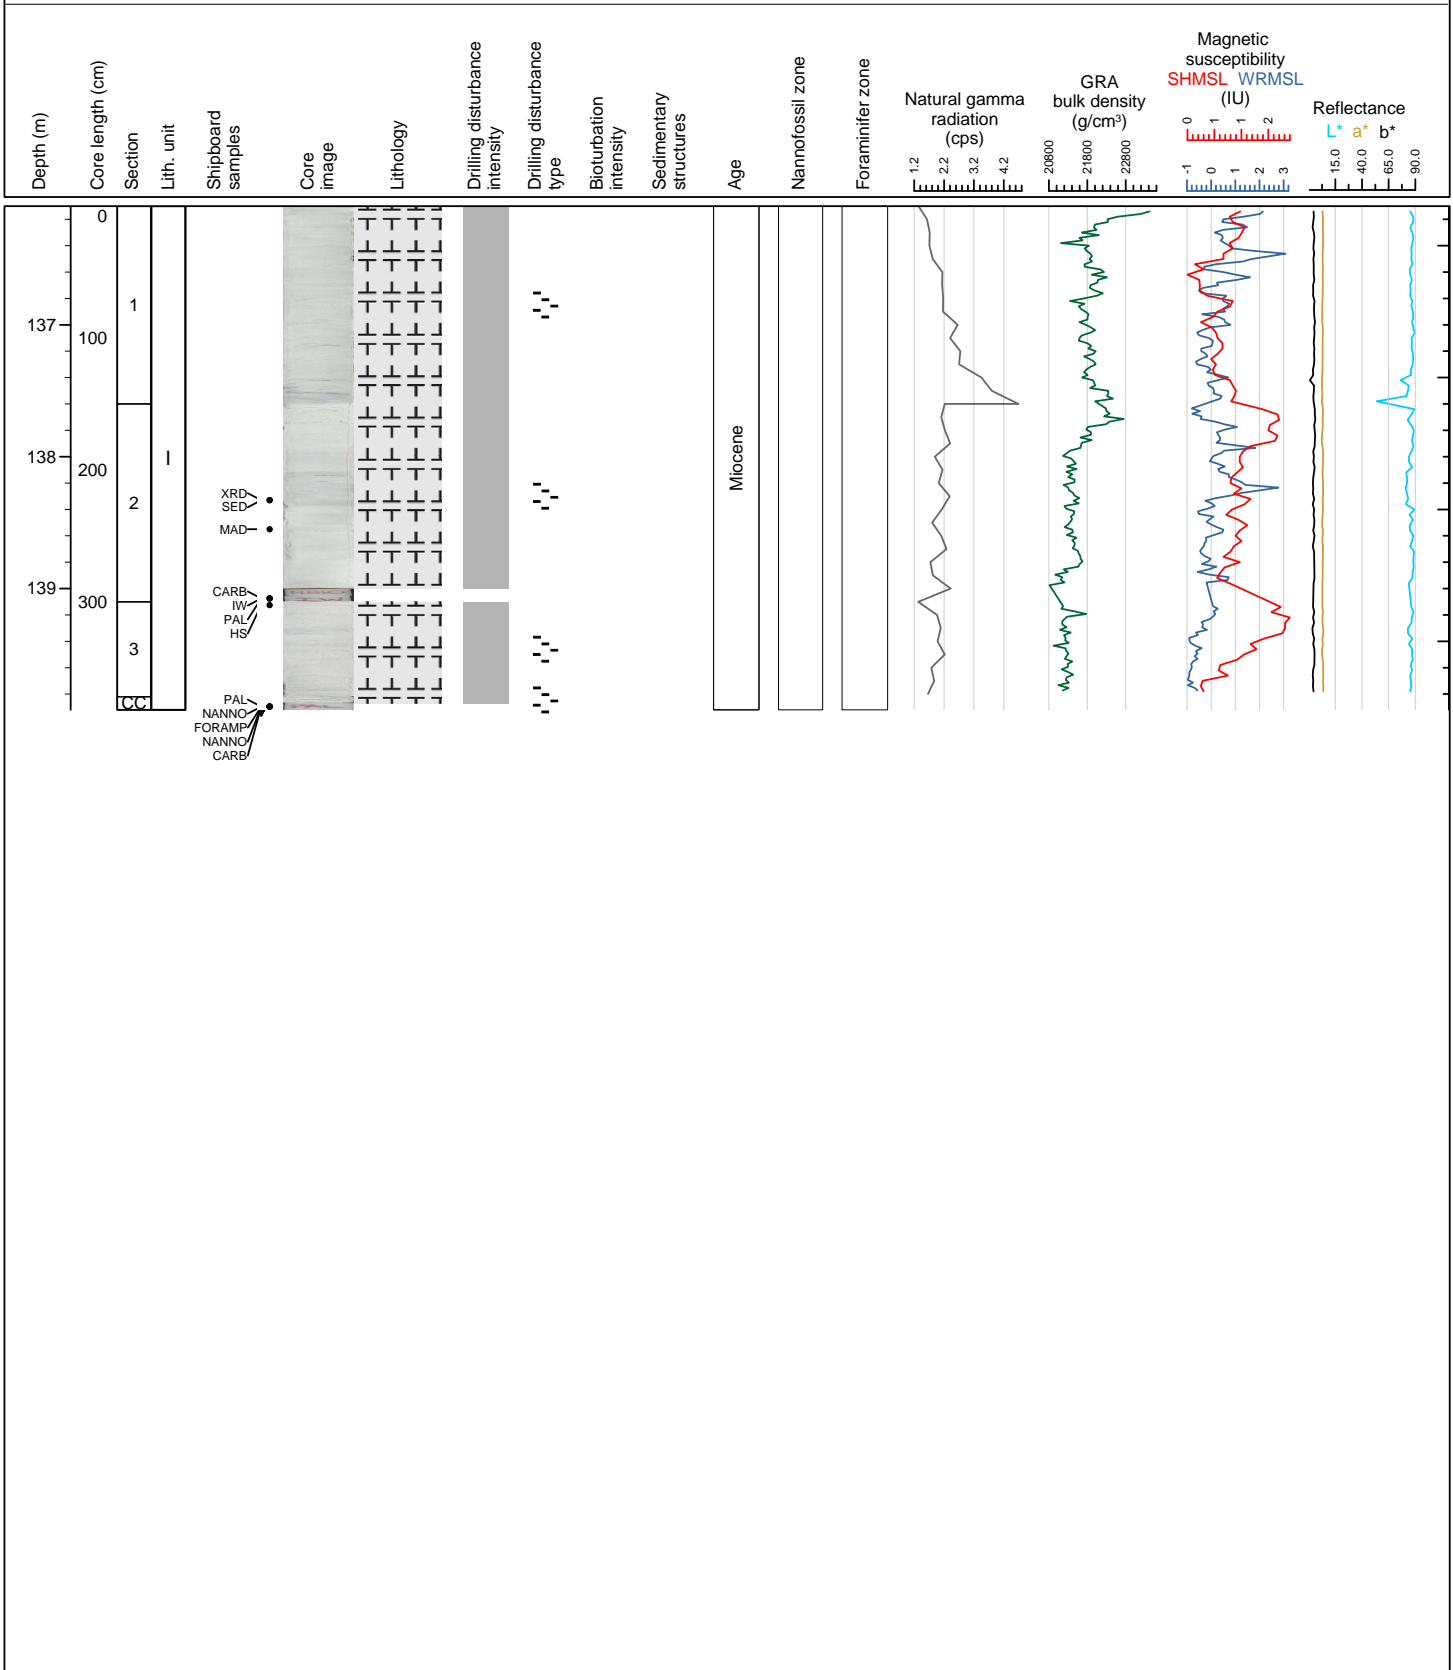 Depth (m)
Core length (cm)
Section
Lith. unit
Shipboard
samples
Core
image
Lithology
Drilling disturbance
intensity
Drilling disturbance
type
Bioturbation
intensity
Sedimentary
structures
Age
Nannofossil zone
Foraminifer zone
Natural gamma
radiation
(cps)
1.2 2.2 3.2 4.2
GRA
bulk density
(g/cm³)
20800 21800 22800
Magnetic
susceptibility
SHMSL WRMSL
(IU)
0 1 1 2
-1 0 1 2 3
Reflectance
L* a* b*
15.0 40.0 65.0 90.0
137
138
139
0
100
200
300
1
2
3
CC
I
XRD
SED
MAD
CARB
IW
PAL
HS
PAL
NANNO
FORAMP
NANNO
CARB
Miocene